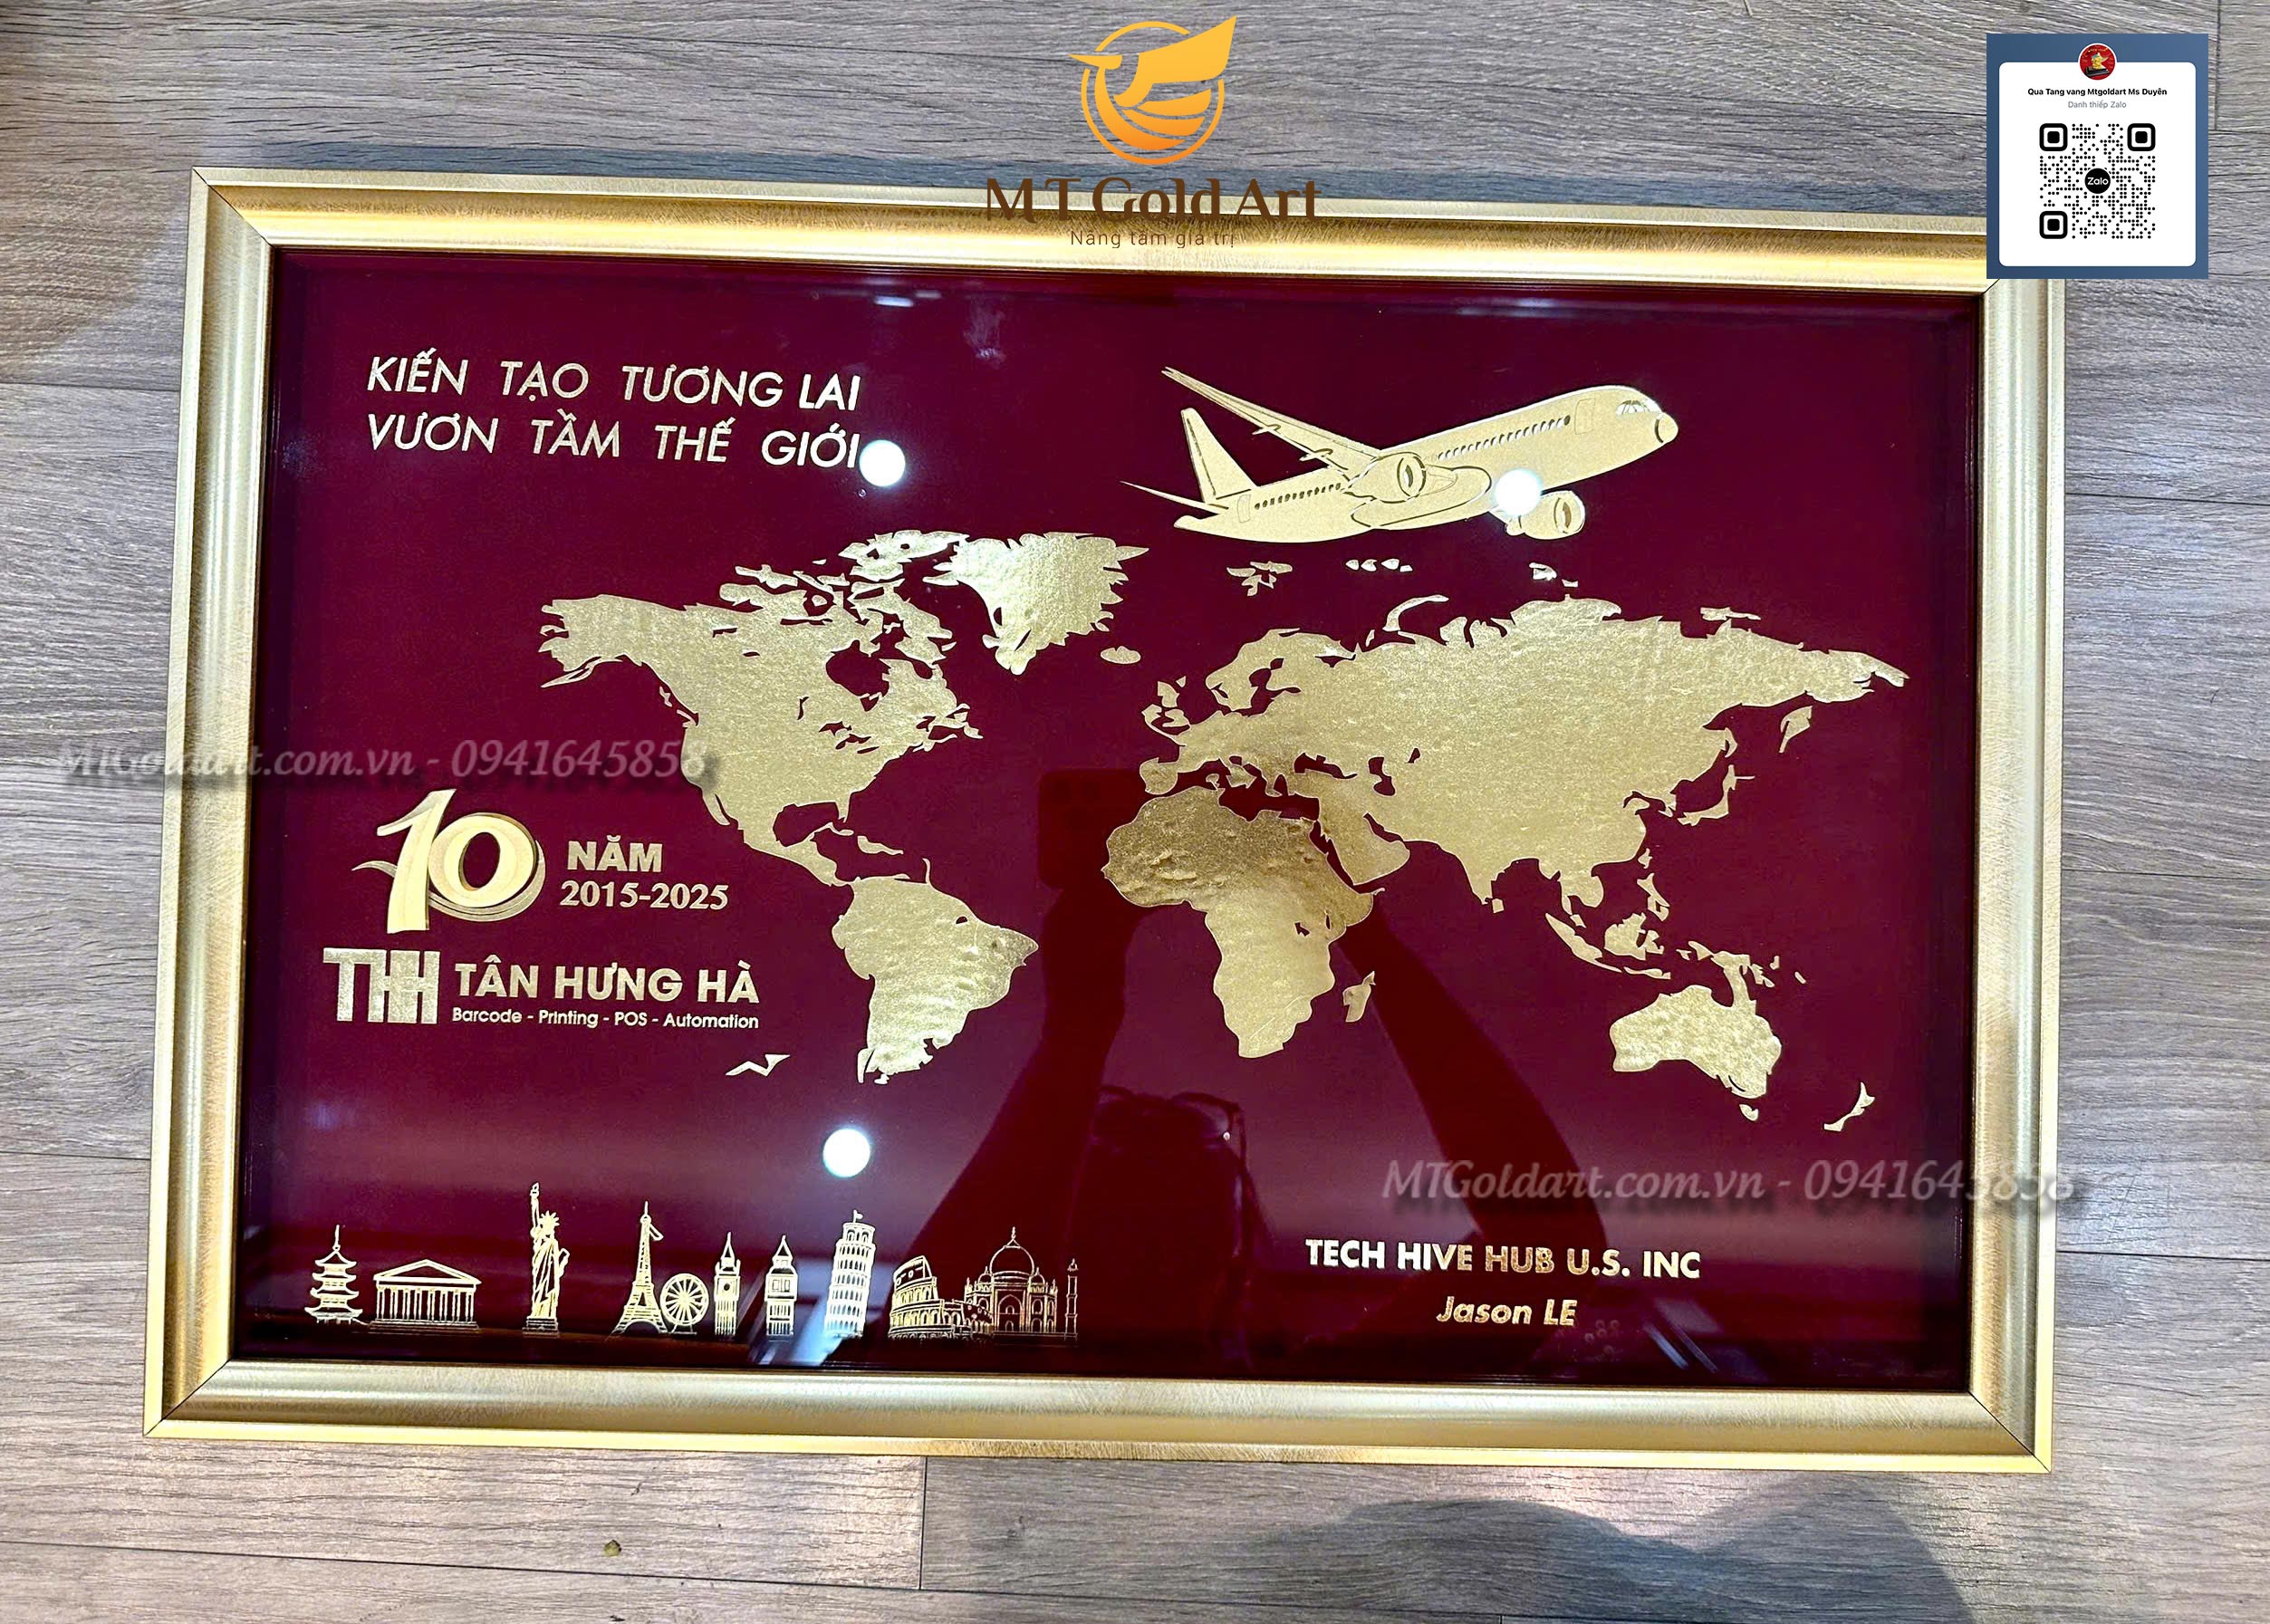 MT Gold Art
Nâng tầm giá trị
Qua Tang vang Mtgoldart Ms Duyên
Danh thiếp Zalo
Zalo
KIẾN TẠO TƯƠNG LAI
VƯƠN TẦM THẾ GIỚI
MTGoldart.com.vn - 0941645858
10 NĂM
2015-2025
THH TÂN HƯNG HÀ
Barcode - Printing - POS - Automation
MTGoldart.com.vn - 0941645858
TECH HIVE HUB U.S. INC
Jason LE